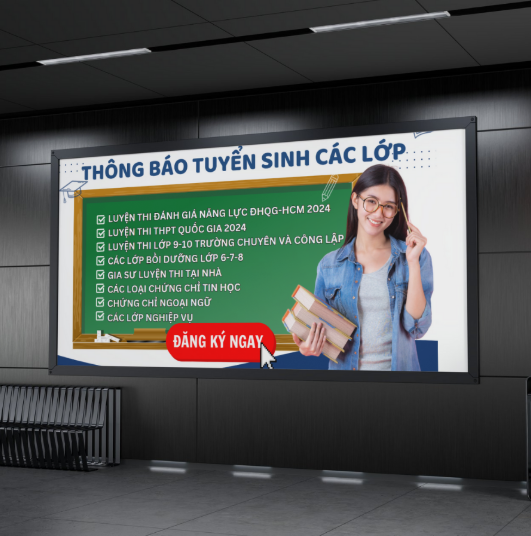 THÔNG BÁO TUYỂN SINH CÁC LỚP
LUYỆN THI ĐÁNH GIÁ NĂNG LỰC ĐHQG-HCM 2024
LUYỆN THI THPT QUỐC GIA 2024
LUYỆN THI LỚP 9-10 TRƯỜNG CHUYÊN VÀ CÔNG LẬP
CÁC LỚP BỒI DƯỠNG LỚP 6-7-8
GIA SƯ LUYỆN THI TẠI NHÀ
CÁC LOẠI CHỨNG CHỈ TIN HỌC
CHỨNG CHỈ NGOẠI NGỮ
CÁC LỚP NGHIỆP VỤ
ĐĂNG KÝ NGAY